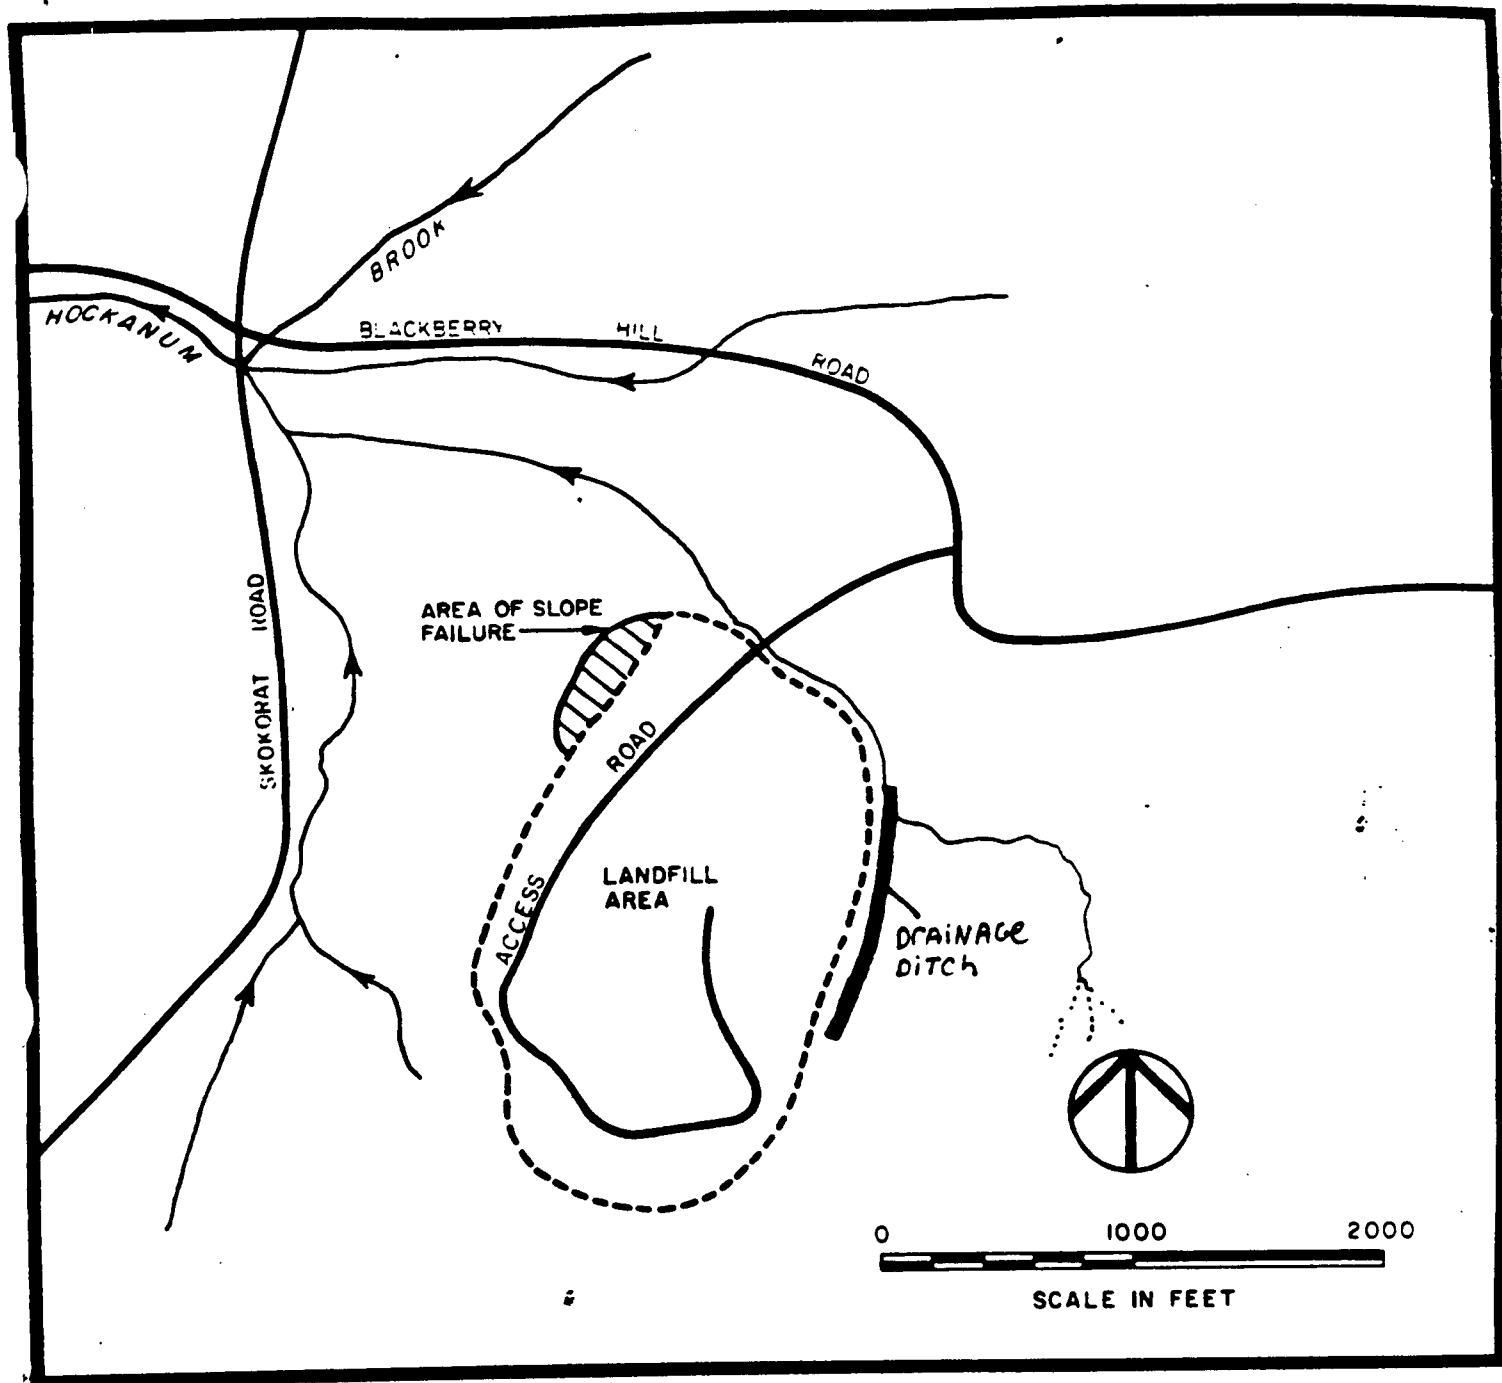 BROOK
HOCKANUM
BLACKBERRY HILL ROAD
AREA OF SLOPE
FAILURE
SKOKORAT ROAD
ACCESS ROAD
LANDFILL
AREA
DRAINAGE
DITCH
0 1000 2000
SCALE IN FEET